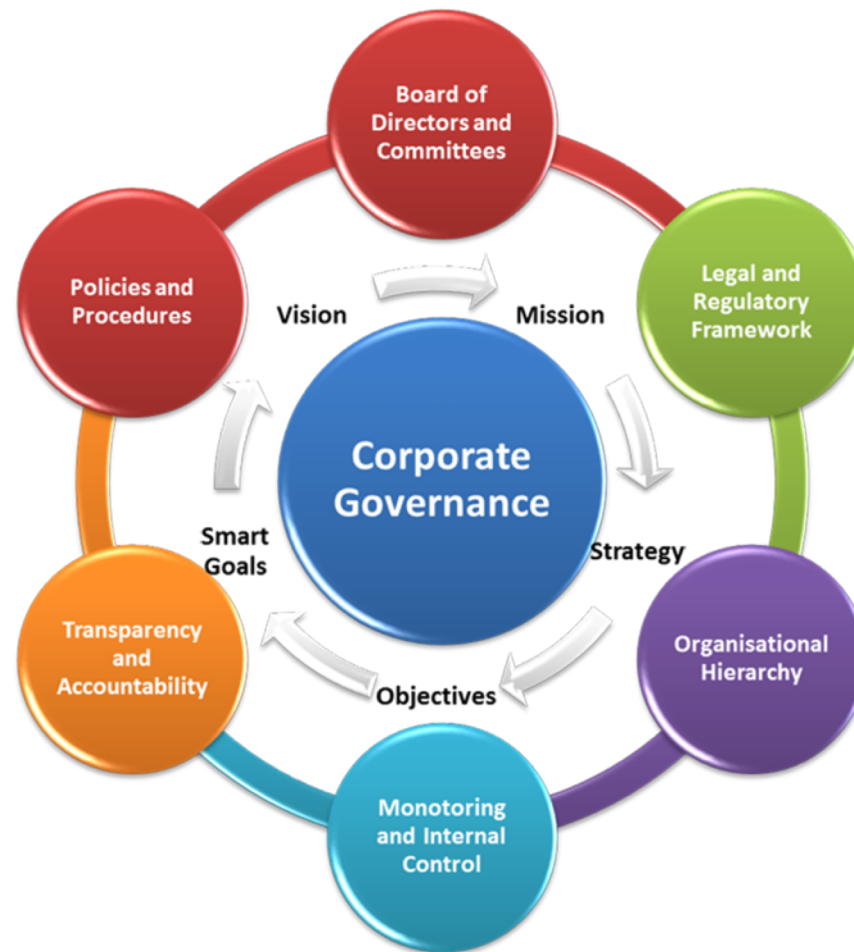 Board of
Directors and
Committees
Policies and
Procedures
Legal and
Regulatory
Framework
Vision
Mission
Corporate
Governance
Smart
Goals
Strategy
Transparency
and
Accountability
Organisational
Hierarchy
Objectives
Monotoring
and Internal
Control